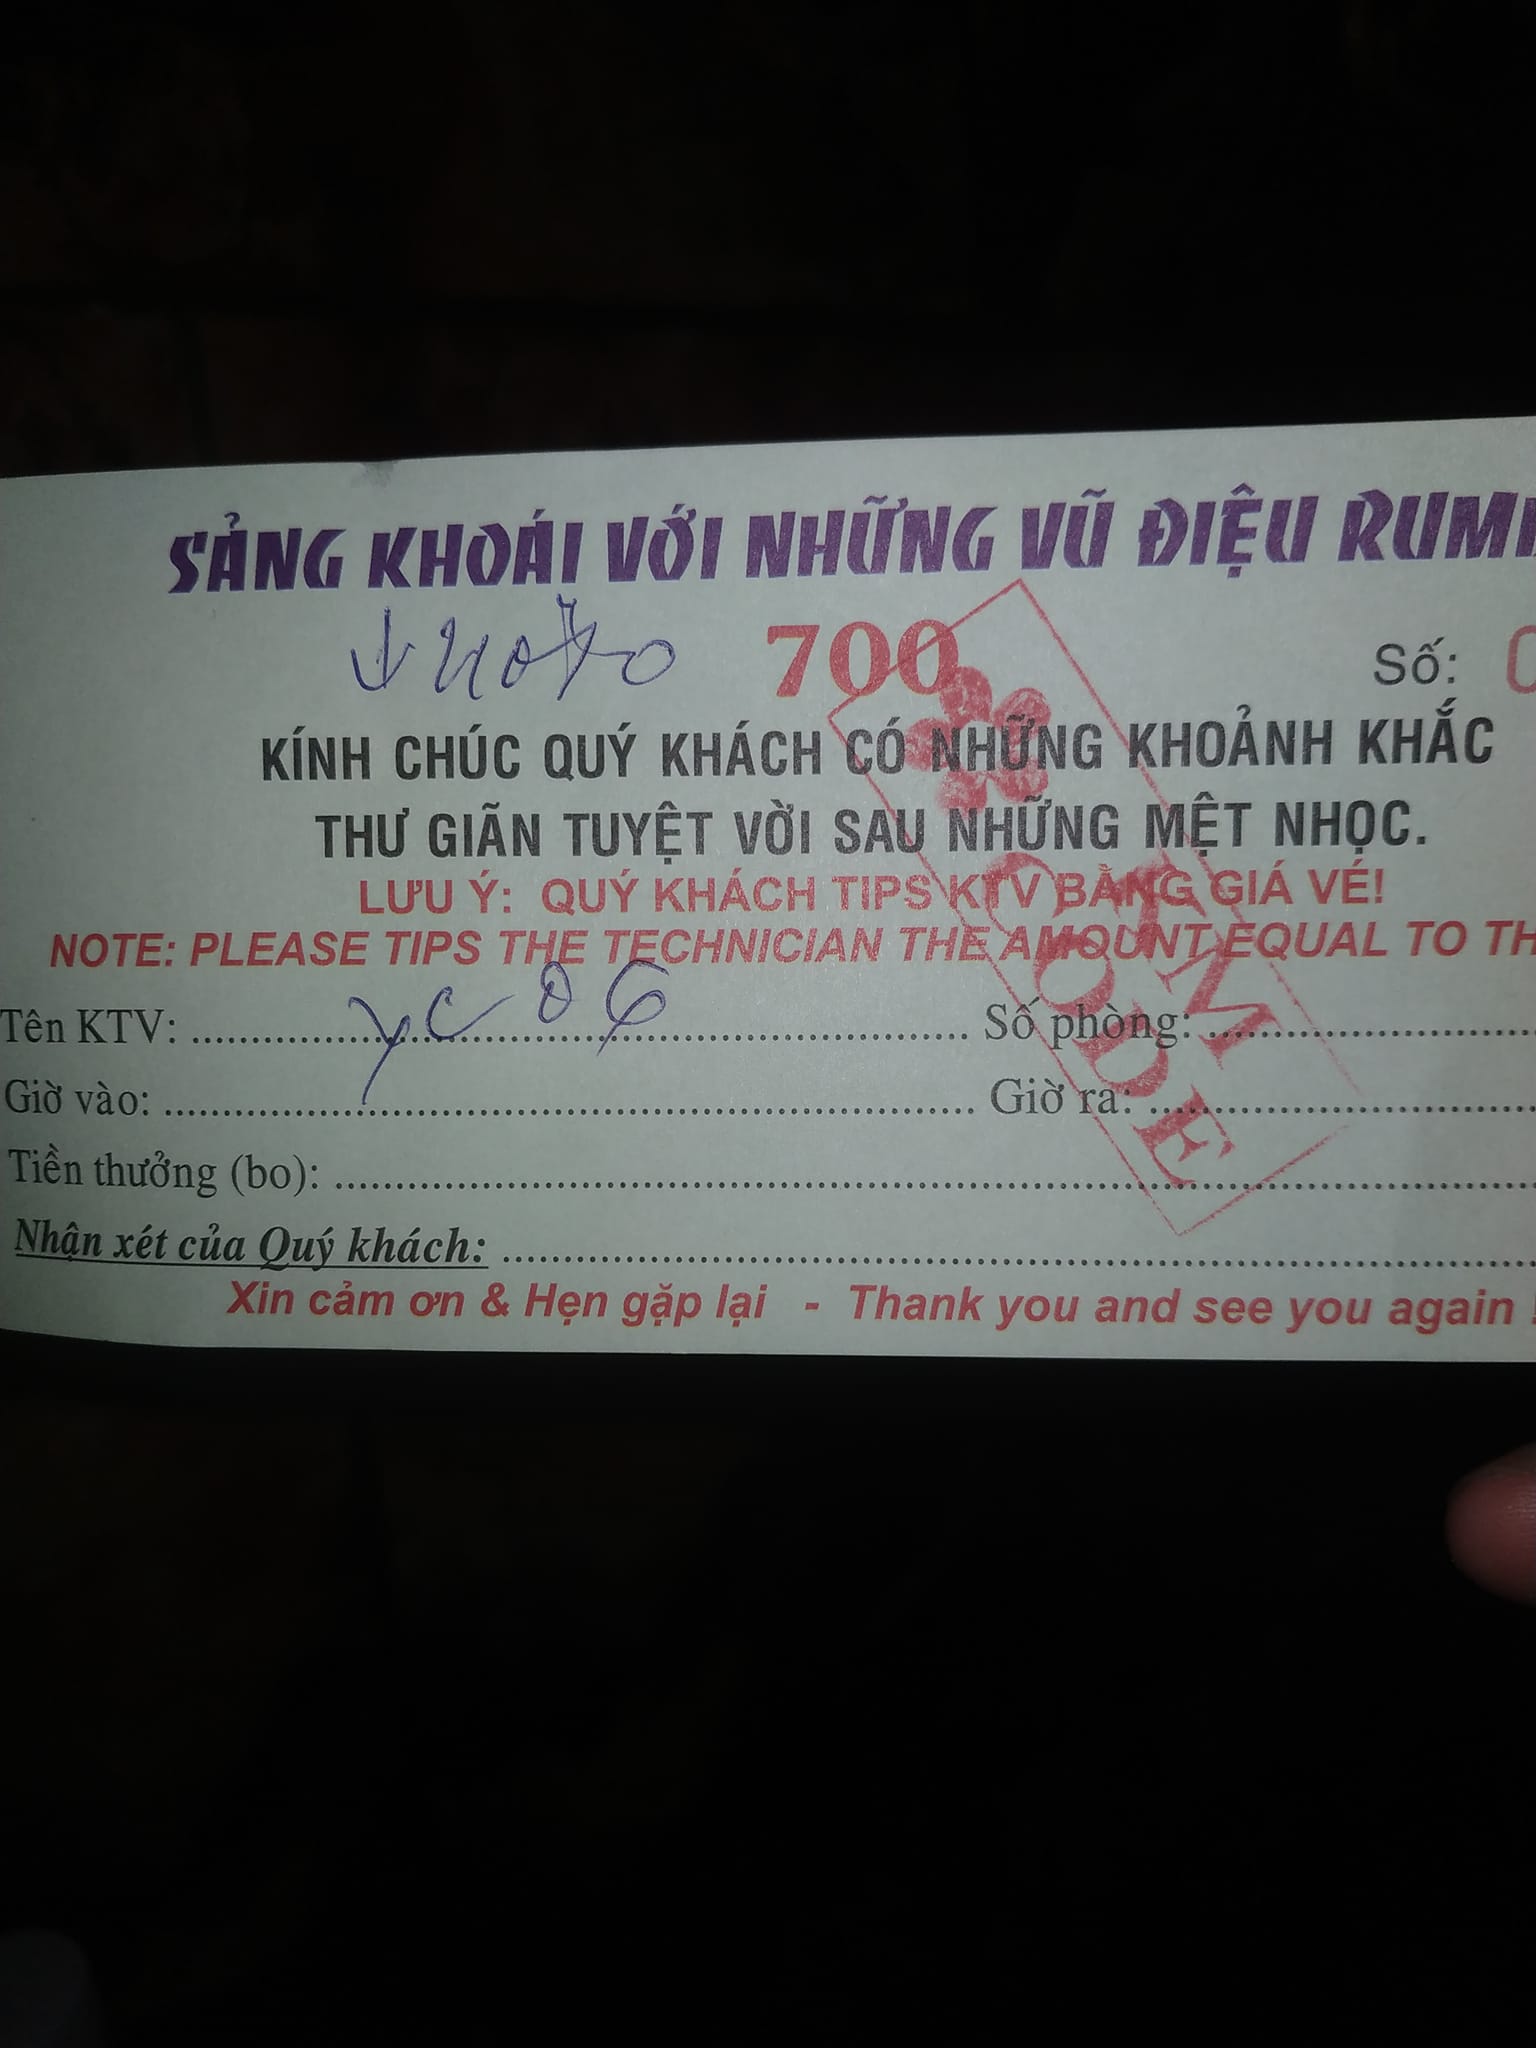 SẢNG KHOÁI VỚI NHỮNG VŨ ĐIỆU
700 Số:
KÍNH CHÚC QUÝ KHÁCH CÓ NHỮNG KHOẢNH KHẮC
THƯ GIÃN TUYỆT VỜI SAU NHỮNG MỆT NHỌC.
LƯU Ý: QUÝ KHÁCH TIPS KTV BẰNG GIÁ VÉ!
NOTE: PLEASE TIPS THE TECHNICIAN THE AMOUNT EQUAL TO
Tên KTV: yc 06 Số phòng:
Giờ vào: Giờ ra:
Tiền thưởng (bo):
Nhận xét của Quý khách:
Xin cảm ơn & Hẹn gặp lại - Thank you and see you again